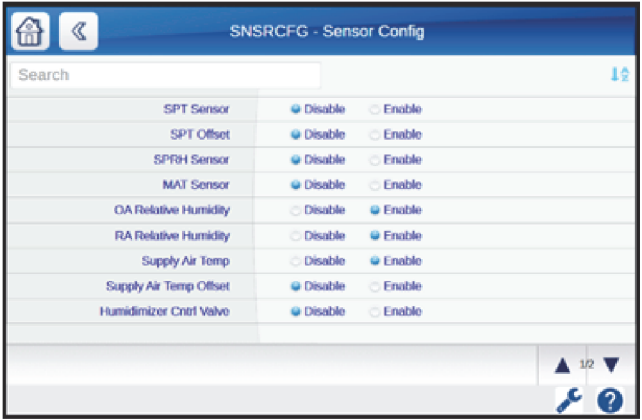 SNSRCFG - Sensor Config
Search
SPT Sensor Disable Enable
SPT Offset Disable Enable
SPRH Sensor Disable Enable
MAT Sensor Disable Enable
OA Relative Humidity Disable Enable
RA Relative Humidity Disable Enable
Supply Air Temp Disable Enable
Supply Air Temp Offset Disable Enable
Humidimizer Cntrl Valve Disable Enable
1/2